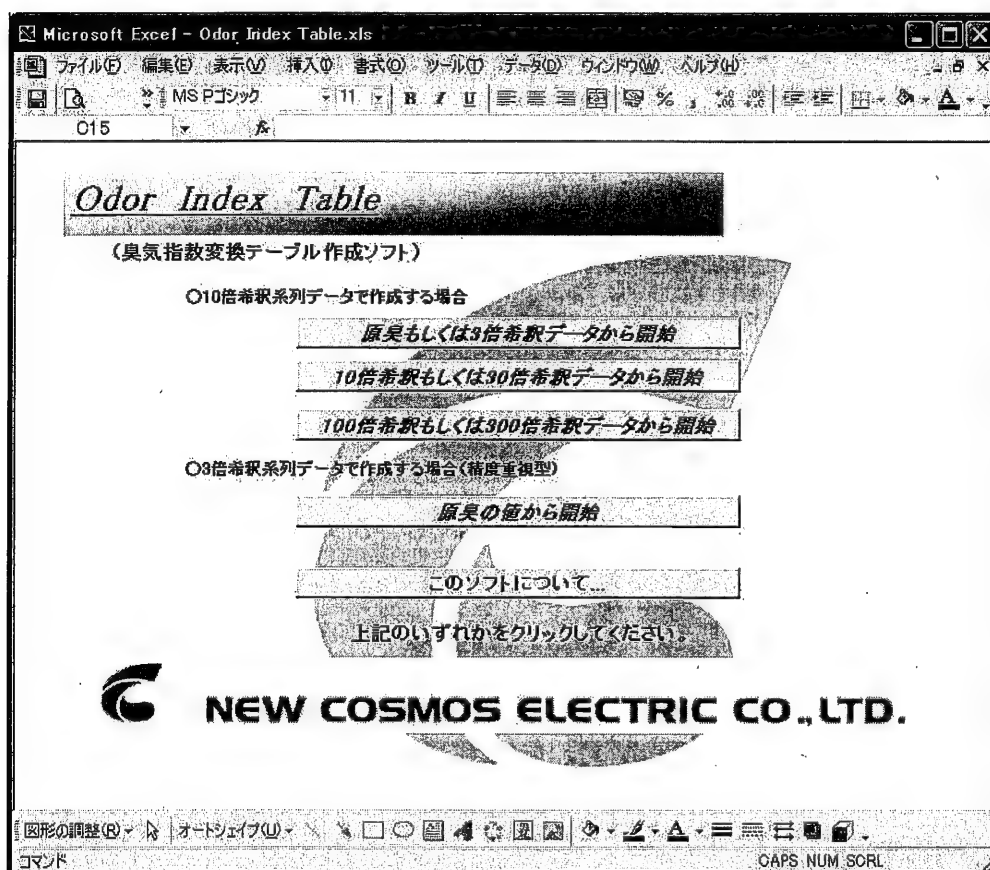 Microsoft Excel - Odor Index Table.xls
ファイル(F) 編集(E) 表示(V) 挿入(I) 書式(O) ツール(T) データ(D) ウィンドウ(W) ヘルプ(H)
MS Pゴシック 11 B I U
O15 fx
Odor Index Table
(臭気指数変換テーブル作成ソフト)
○10倍希釈系列データで作成する場合
原臭もしくは3倍希釈データから開始
10倍希釈もしくは30倍希釈データから開始
100倍希釈もしくは300倍希釈データから開始
○3倍希釈系列データで作成する場合(精度重視型)
原臭の値から開始
このソフトについて...
上記のいずれかをクリックしてください。
NEW COSMOS ELECTRIC CO.,LTD.
図形の調整(R) オートシェイプ(U)
コマンド CAPS NUM SCRL